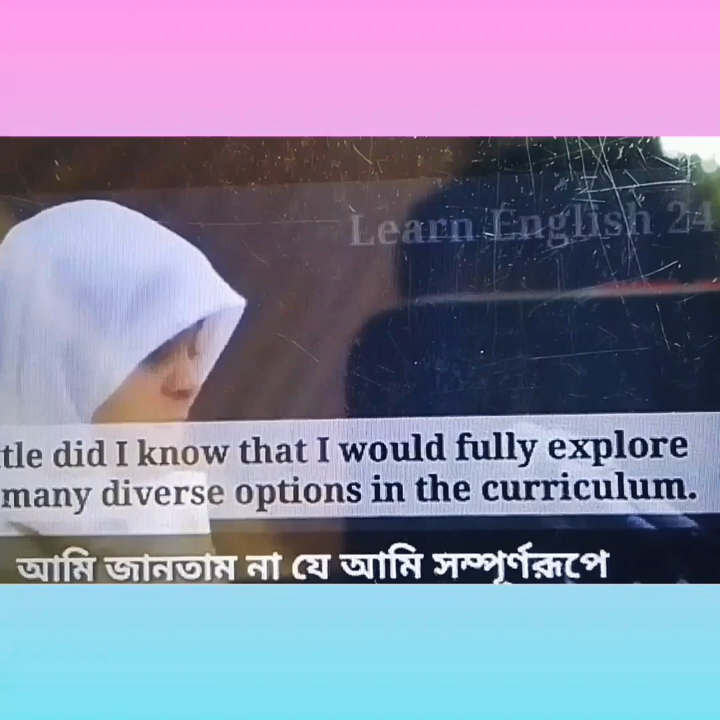 Learn English 24
tle did I know that I would fully explore
many diverse options in the curriculum.
আমি জানতাম না যে আমি সম্পূর্ণরূপে